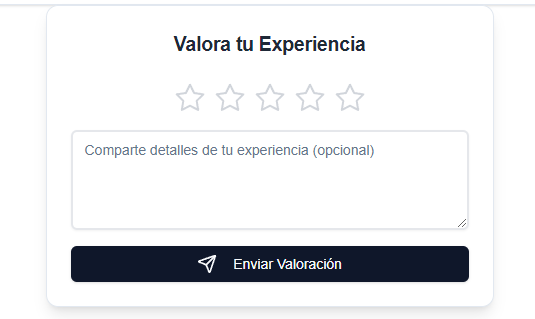 Valora tu Experiencia
Comparte detalles de tu experiencia (opcional)
Enviar Valoración